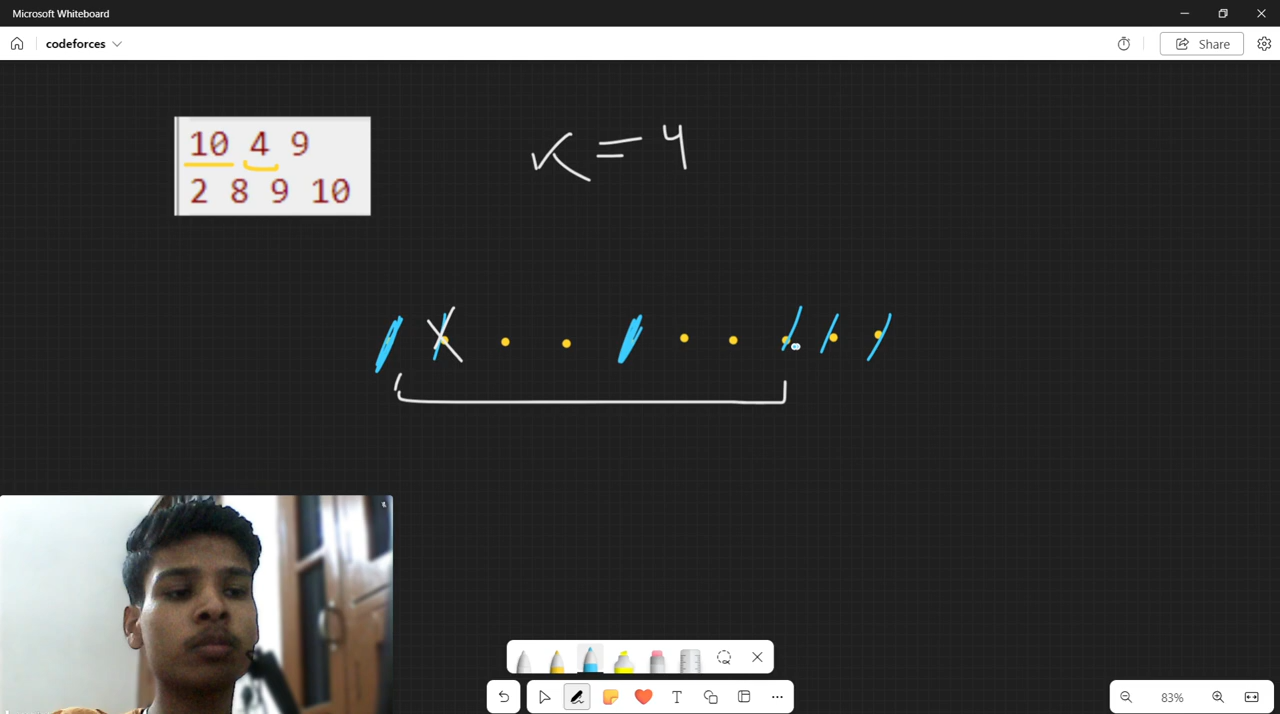 Microsoft Whiteboard
codeforces
Share
10 4 9
2 8 9 10
K = 4
83%